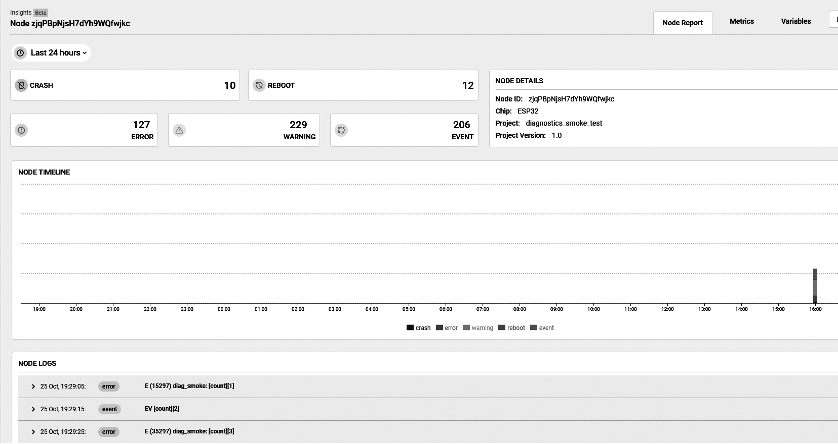 Insights Beta
Node zjqPBpNjsH7dYh9WQfwjkc
Node Report
Metrics
Variables
Last 24 hours
CRASH 10
REBOOT 12
127
ERROR
229
WARNING
206
EVENT
NODE DETAILS
Node ID: zjqPBpNjsH7dYh9WQfwjkc
Chip: ESP32
Project: diagnostics_smoke_test
Project Version: 1.0
NODE TIMELINE
19:00 20:00 21:00 22:00 23:00 00:00 01:00 02:00 03:00 04:00 05:00 06:00 07:00 08:00 09:00 10:00 11:00 12:00 13:00 14:00 15:00 16:00
crash error warning reboot event
NODE LOGS
25 Oct, 19:29:05: error E (15297) diag_smoke: [count][1]
25 Oct, 19:29:15: event EV [count][2]
25 Oct, 19:29:25: error E (35297) diag_smoke: [count][3]